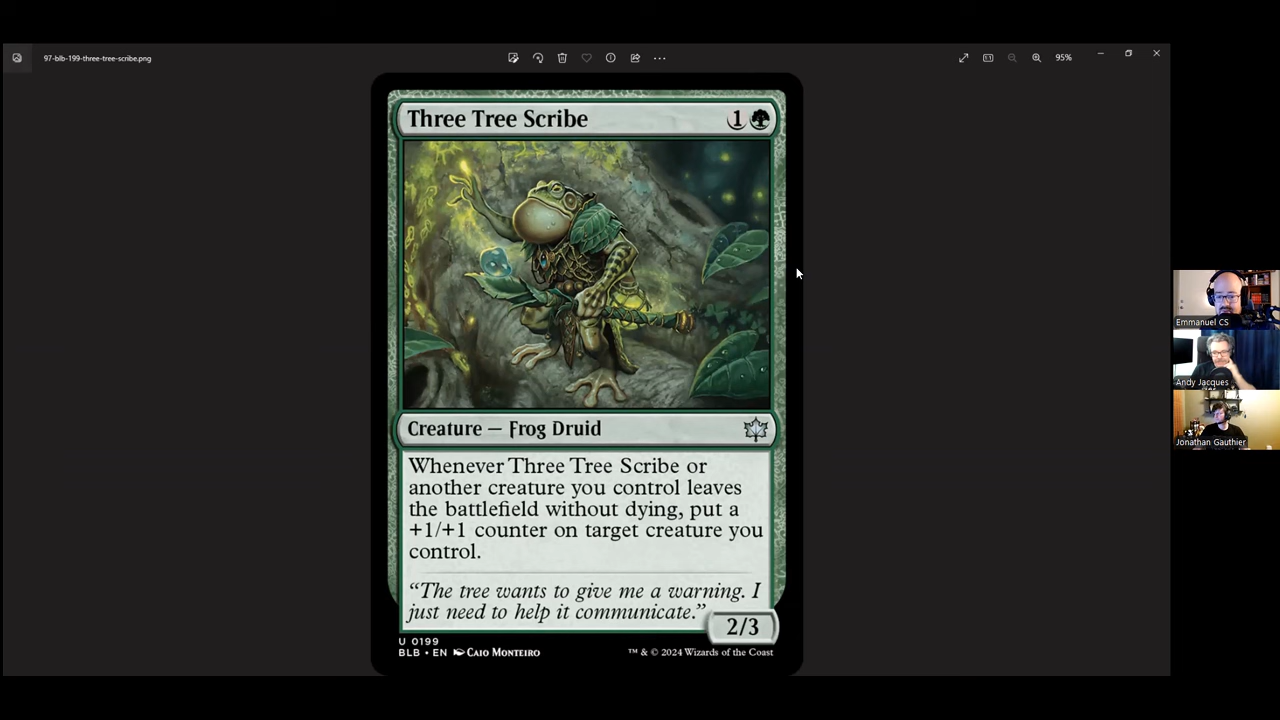 97-blb-199-three-tree-scribe.png
95%
Three Tree Scribe
1
Creature — Frog Druid
Whenever Three Tree Scribe or
another creature you control leaves
the battlefield without dying, put a
+1/+1 counter on target creature you
control.
“The tree wants to give me a warning. I
just need to help it communicate.”
2/3
U 0199
BLB • EN Caio Monteiro
™ & © 2024 Wizards of the Coast
Emmanuel CS
Andy Jacques
Jonathan Gauthier